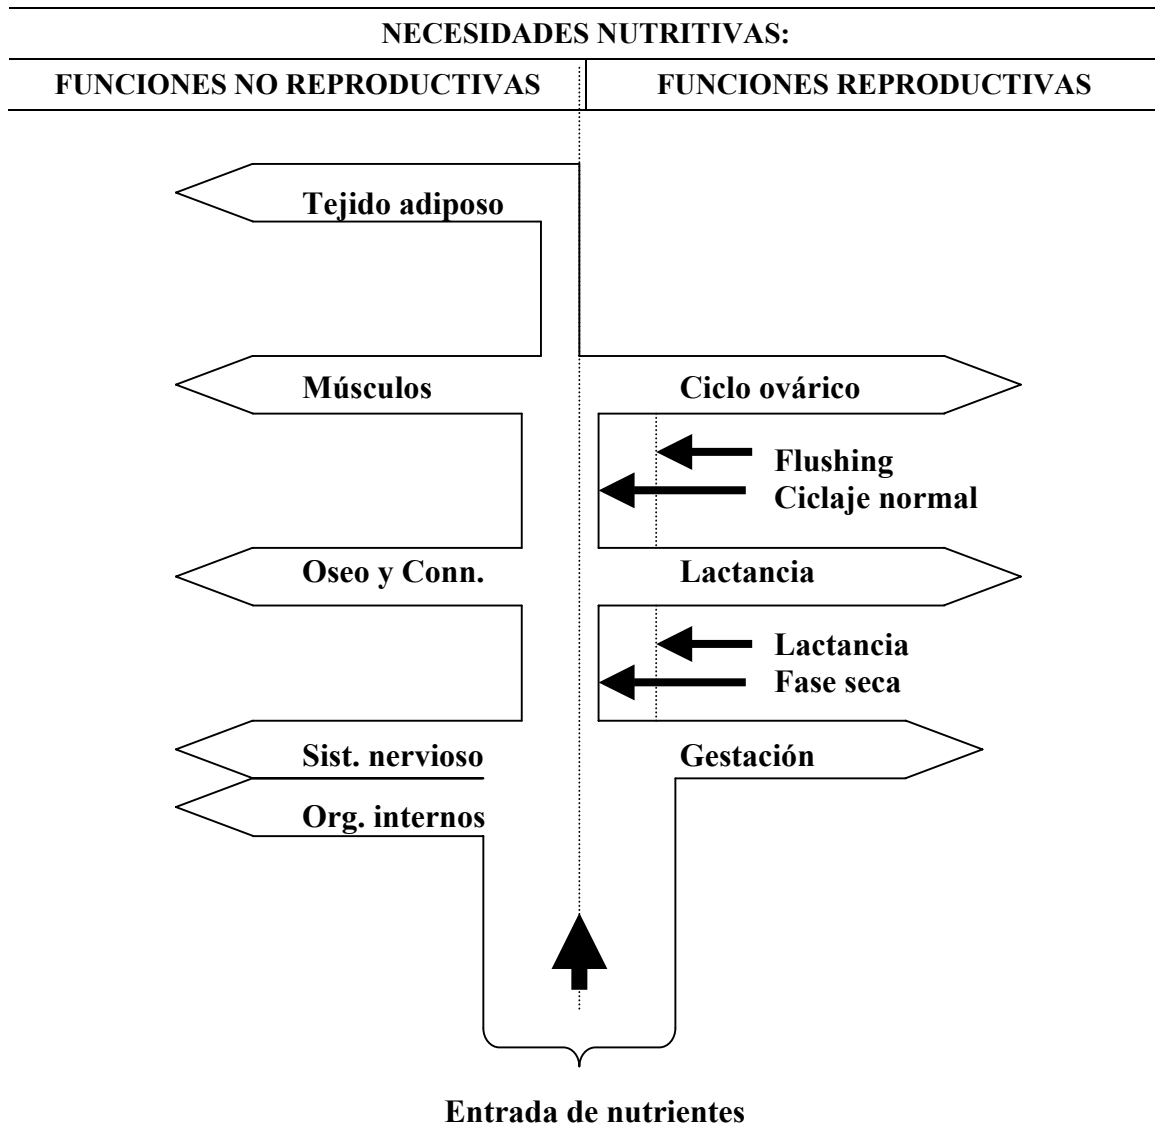 NECESIDADES NUTRITIVAS:
FUNCIONES NO REPRODUCTIVAS
FUNCIONES REPRODUCTIVAS
Tejido adiposo
Músculos
Ciclo ovárico
Flushing
Ciclaje normal
Oseo y Conn.
Lactancia
Lactancia
Fase seca
Sist. nervioso
Gestación
Org. internos
Entrada de nutrientes